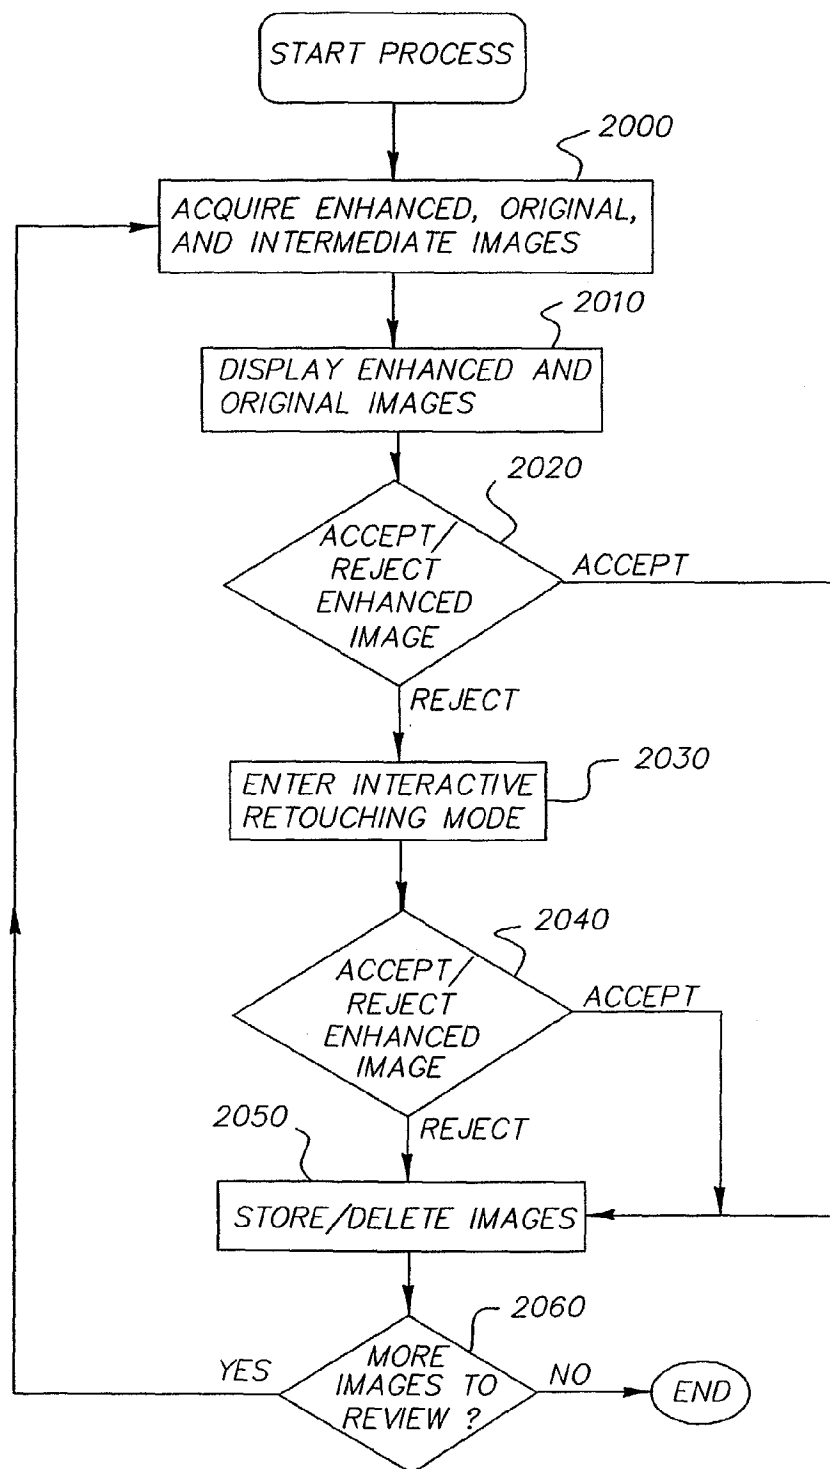 START PROCESS
2000
ACQUIRE ENHANCED, ORIGINAL,
AND INTERMEDIATE IMAGES
2010
DISPLAY ENHANCED AND
ORIGINAL IMAGES
2020
ACCEPT/
REJECT
ENHANCED
IMAGE
ACCEPT
REJECT
2030
ENTER INTERACTIVE
RETOUCHING MODE
2040
ACCEPT/
REJECT
ENHANCED
IMAGE
ACCEPT
REJECT
2050
STORE/DELETE IMAGES
2060
YES
MORE
IMAGES TO
REVIEW ?
NO
END